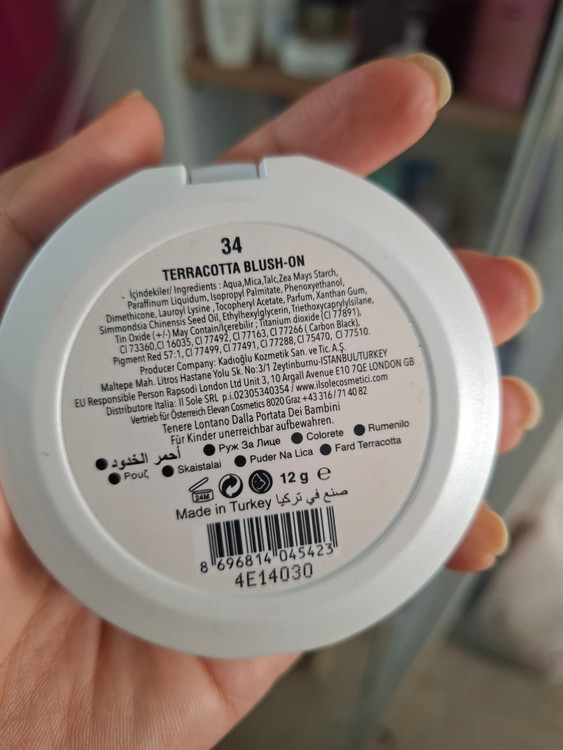 34
TERRACOTTA BLUSH-ON
İçindekiler/ Ingredients : Aqua,Mica,Talc,Zea Mays Starch,
Paraffinum Liquidum, Isopropyl Palmitate, Phenoxyethanol,
Dimethicone, Lauroyl Lysine , Tocopheryl Acetate, Parfum, Xanthan Gum,
Simmondsia Chinensis Seed Oil, Ethylhexylglycerin, Triethoxycaprylylsilane,
Tin Oxide (+/-) May Contain/İçerebilir ; Titanium dioxide (CI 77891),
CI 73360,CI 16035, CI 77492, CI 77163, CI 77266 ( Carbon Black),
Pigment Red 57:1, CI 77499, CI 77491, CI 77288, CI 75470, CI 77510.
Producer Company: Kadıoğlu Kozmetik San. ve Tic. A.Ş.
Maltepe Mah. Litros Hastane Yolu Sk. No:3/1 Zeytinburnu-İSTANBUL/TURKEY
EU Responsible Person Rapsodi London Ltd Unit 3, 10 Argall Avenue E10 7QE LONDON GB
Distributore Italia: Il Sole SRL p.i.02305340354 / www.ilsolecosmetici.com
Vertrieb für Österreich Elevan Cosmetics 8020 Graz +43 316 / 71 40 82
Tenere Lontano Dalla Portata Dei Bambini
Für Kinder unerreichbar aufbewahren.
أحمر الخدود ● Руж За Лице ● Colorete ● Rumenilo
● Ρουζ ● Skaistalai ● Puder Na Lica ● Fard Terracotta
24M 12 g e
Made in Turkey صنع في تركيا
8 696814 045423
4E14030